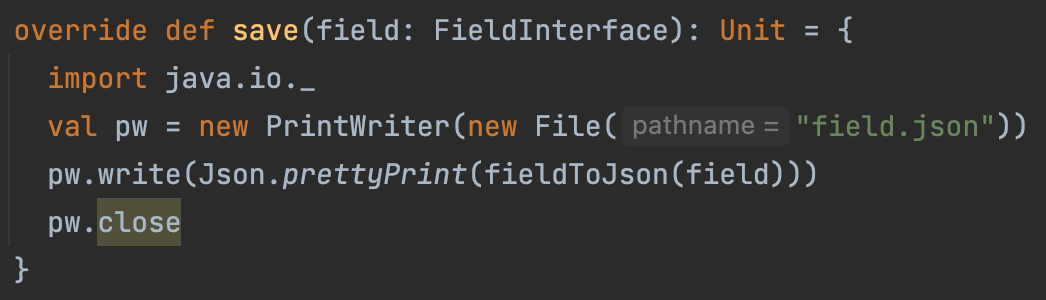 override def save(field: FieldInterface): Unit = {
import java.io._
val pw = new PrintWriter(new File( pathname = "field.json"))
pw.write(Json.prettyPrint(fieldToJson(field)))
pw.close
}